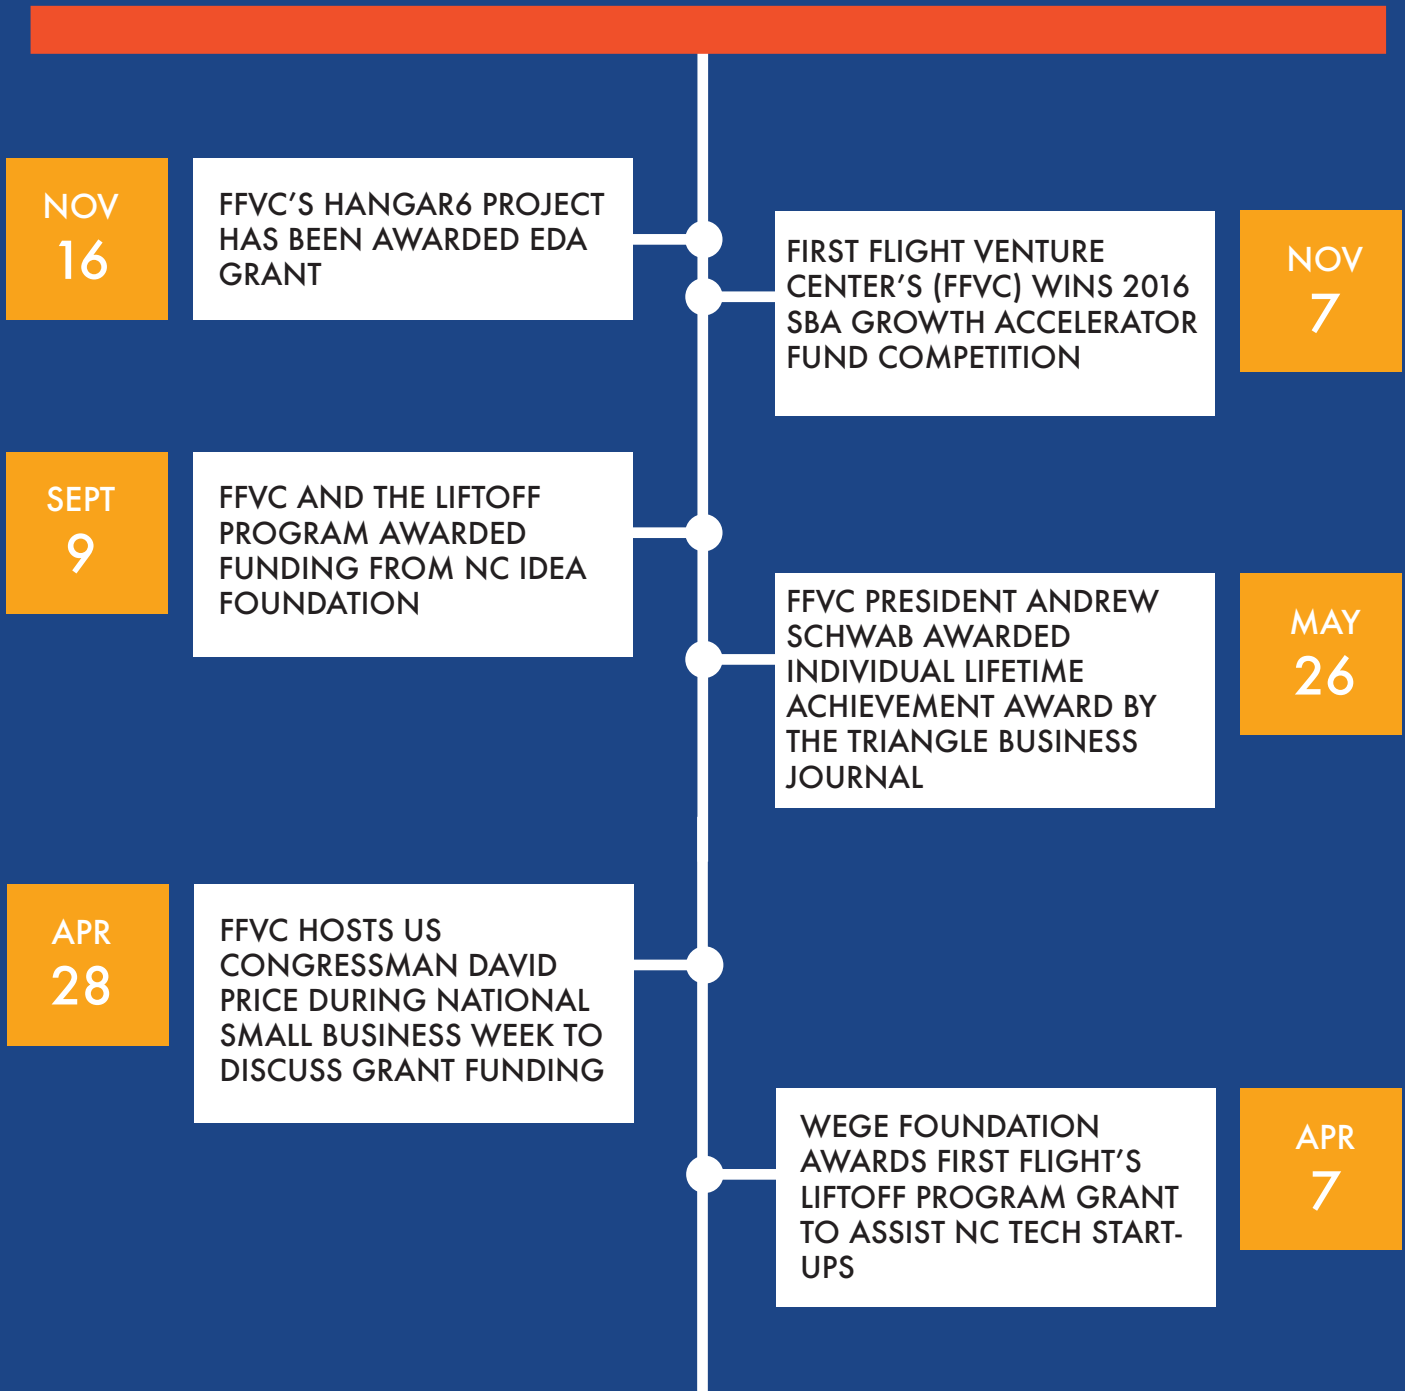 NOV
16
FFVC’S HANGAR6 PROJECT
HAS BEEN AWARDED EDA
GRANT
FIRST FLIGHT VENTURE
CENTER’S (FFVC) WINS 2016
SBA GROWTH ACCELERATOR
FUND COMPETITION
NOV
7
SEPT
9
FFVC AND THE LIFTOFF
PROGRAM AWARDED
FUNDING FROM NC IDEA
FOUNDATION
FFVC PRESIDENT ANDREW
SCHWAB AWARDED
INDIVIDUAL LIFETIME
ACHIEVEMENT AWARD BY
THE TRIANGLE BUSINESS
JOURNAL
MAY
26
APR
28
FFVC HOSTS US
CONGRESSMAN DAVID
PRICE DURING NATIONAL
SMALL BUSINESS WEEK TO
DISCUSS GRANT FUNDING
WEGE FOUNDATION
AWARDS FIRST FLIGHT’S
LIFTOFF PROGRAM GRANT
TO ASSIST NC TECH START-
UPS
APR
7